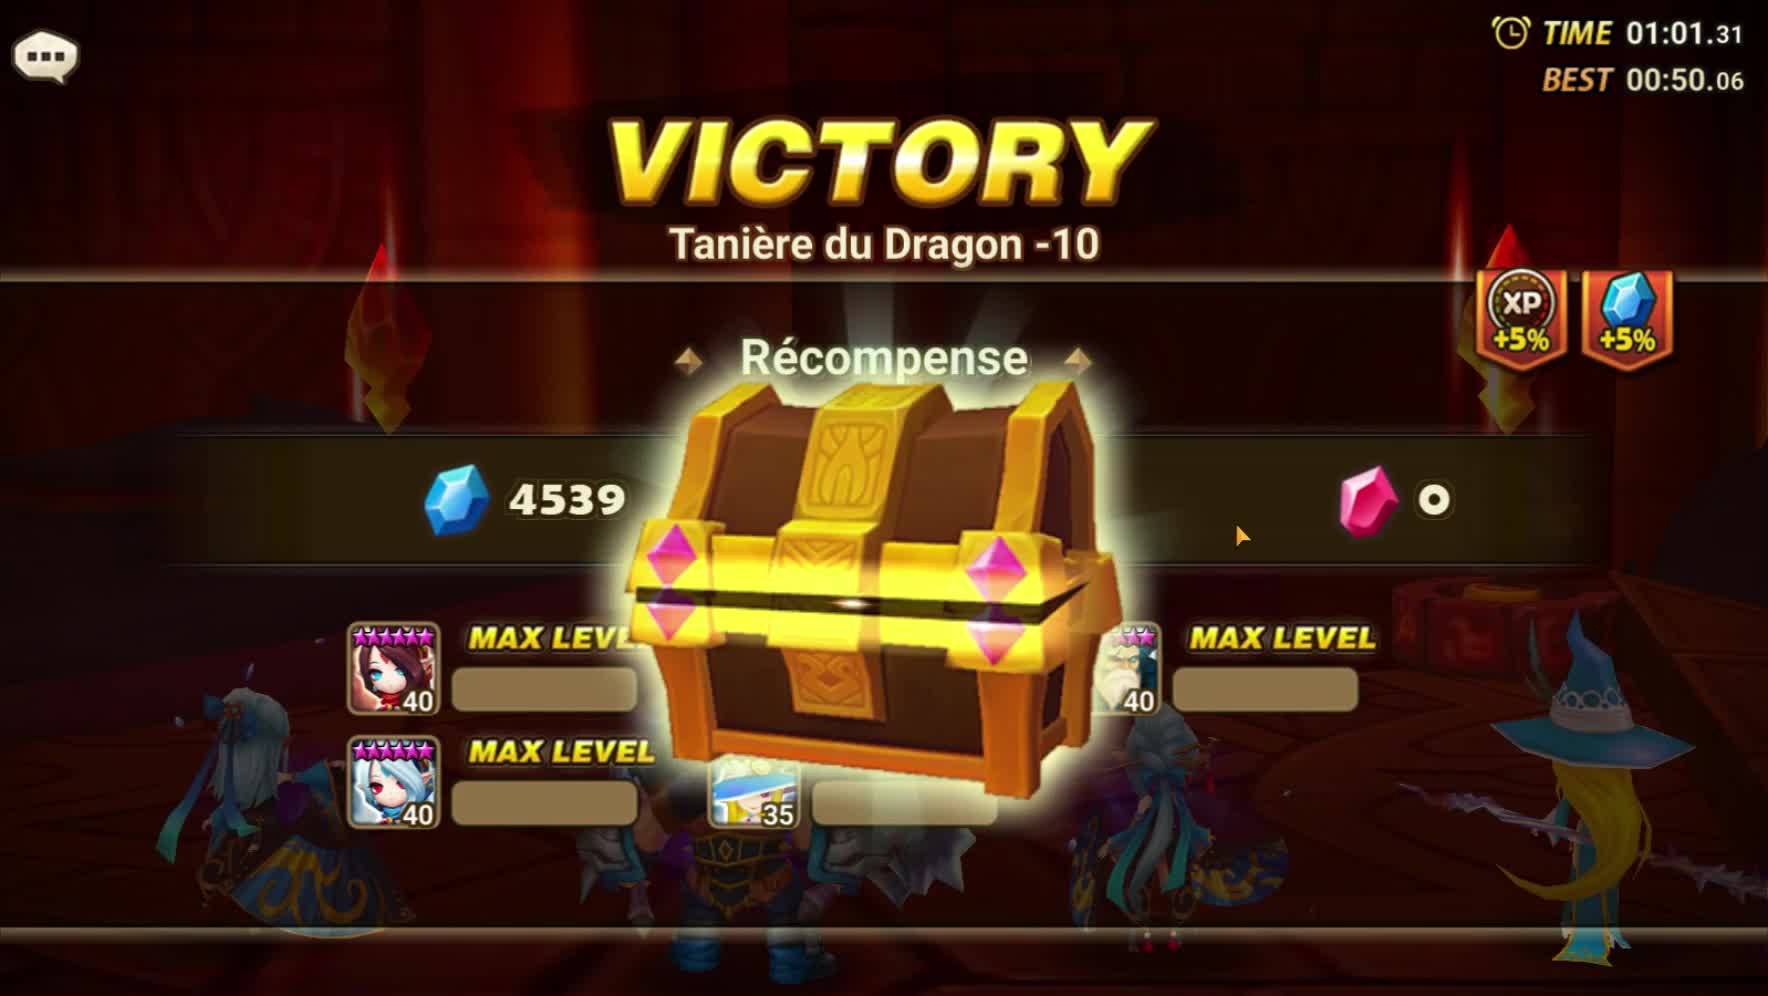 TIME 01:01.31
BEST 00:50.06
VICTORY
Tanière du Dragon -10
XP
+5%
+5%
Récompense
4539
0
MAX LEVEL
40
MAX LEVEL
40
MAX LEVEL
40
35